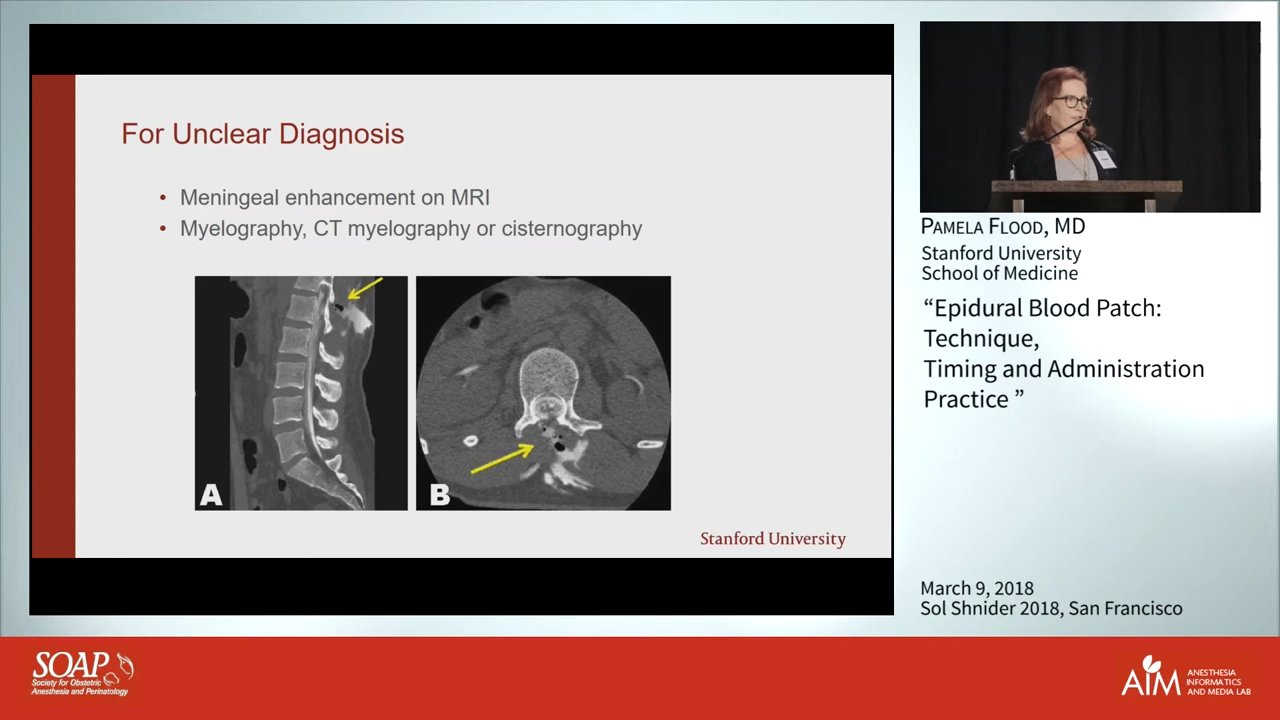 For Unclear Diagnosis
• Meningeal enhancement on MRI
• Myelography, CT myelography or cisternography
A
B
Stanford University
PAMELA FLOOD, MD
Stanford University
School of Medicine
“Epidural Blood Patch:
Technique,
Timing and Administration
Practice ”
March 9, 2018
Sol Shnider 2018, San Francisco
SOAP
Society for Obstetric
Anesthesia and Perinatology
AIM
ANESTHESIA
INFORMATICS
AND MEDIA LAB